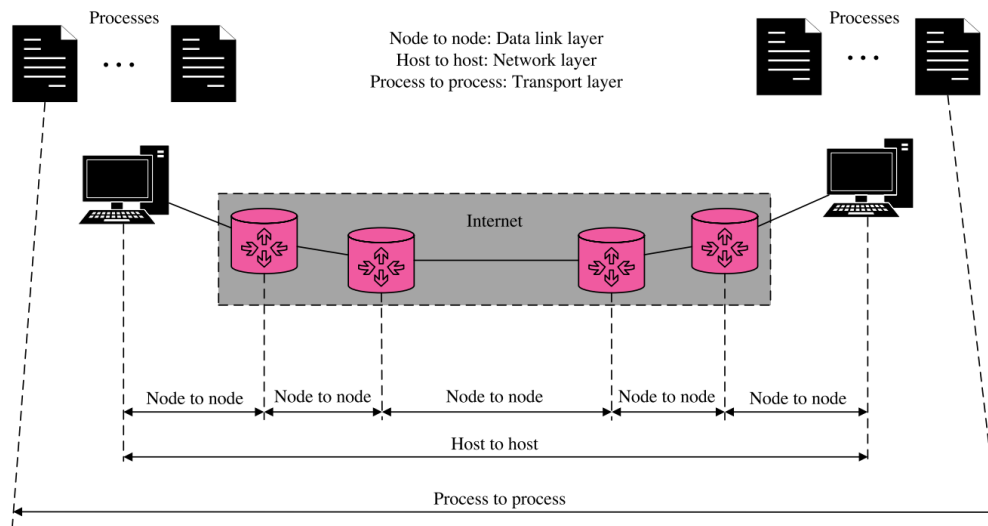 Processes
Processes
Node to node: Data link layer
Host to host: Network layer
Process to process: Transport layer
Internet
Node to node
Node to node
Node to node
Node to node
Node to node
Host to host
Process to process